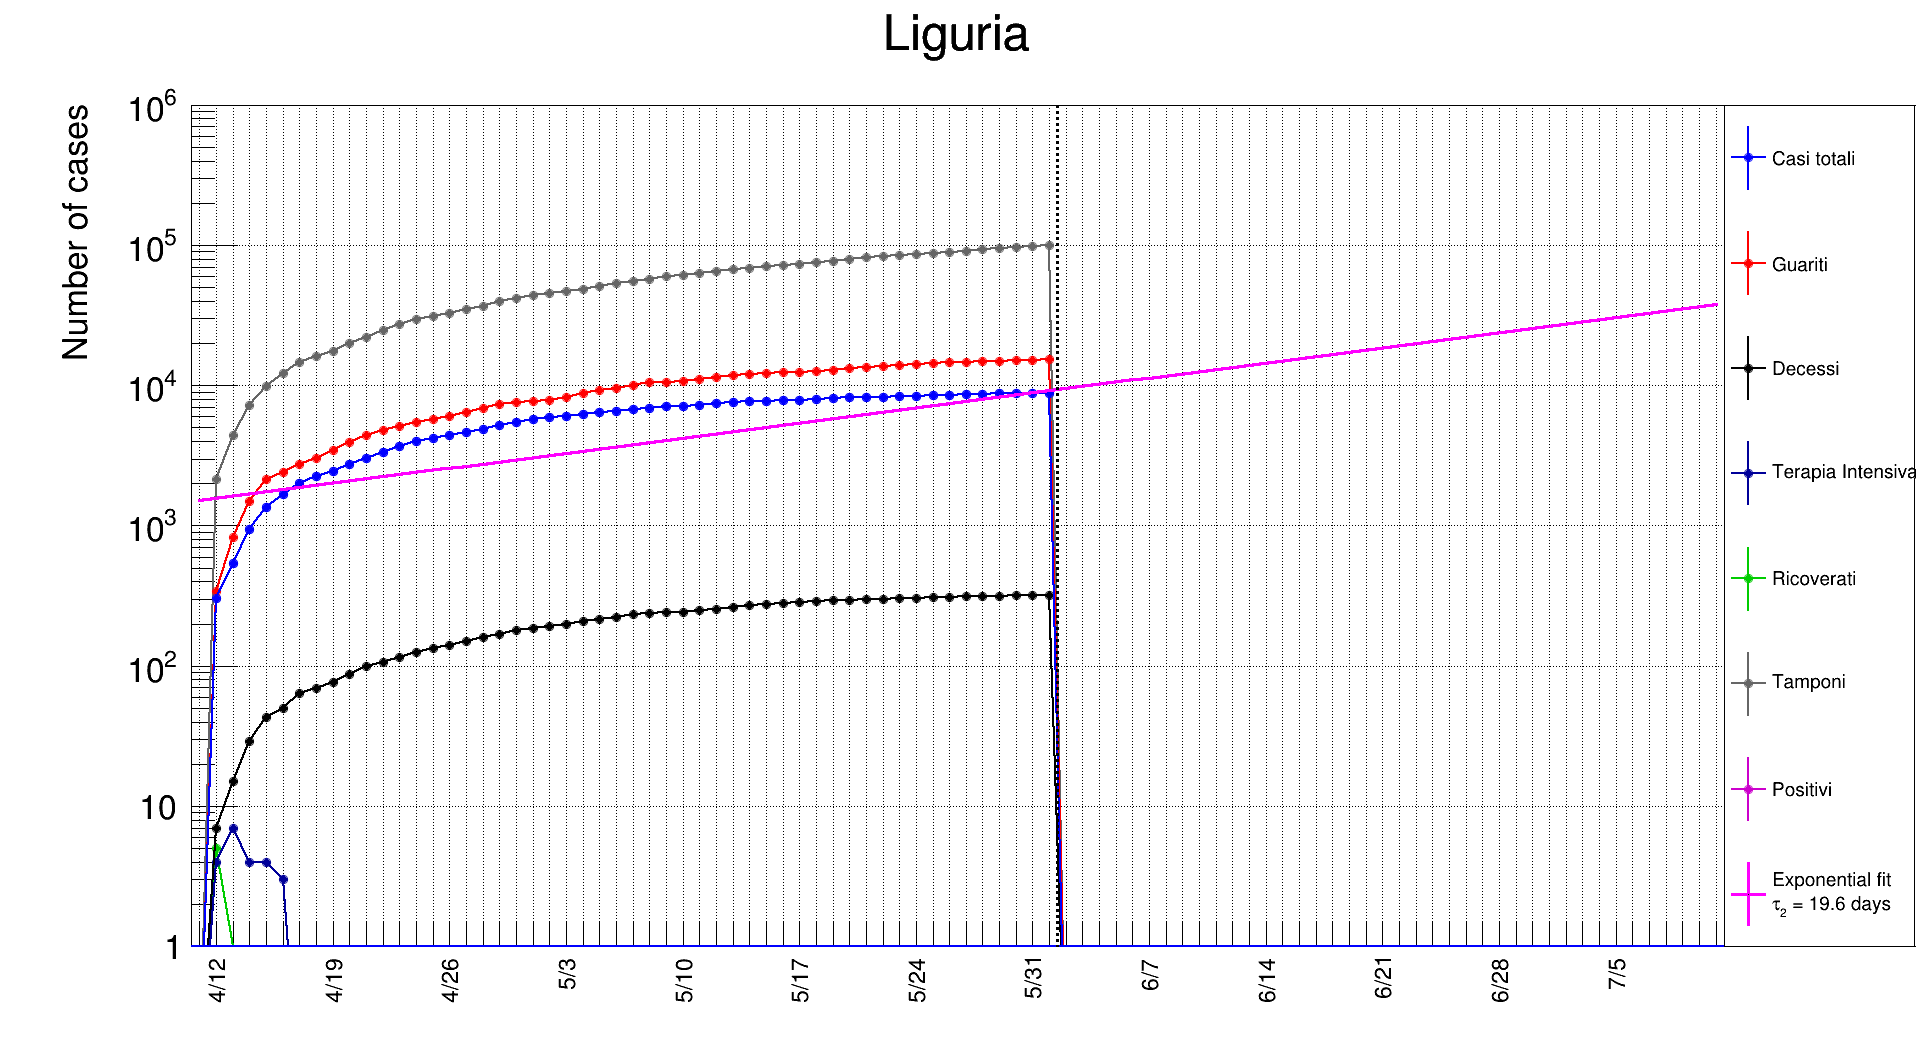 Liguria
Number of cases
10^6
10^5
10^4
10^3
10^2
10
1
4/12
4/19
4/26
5/3
5/10
5/17
5/24
5/31
6/7
6/14
6/21
6/28
7/5
Casi totali
Guariti
Decessi
Terapia Intensiva
Ricoverati
Tamponi
Positivi
Exponential fit
τ₂ = 19.6 days